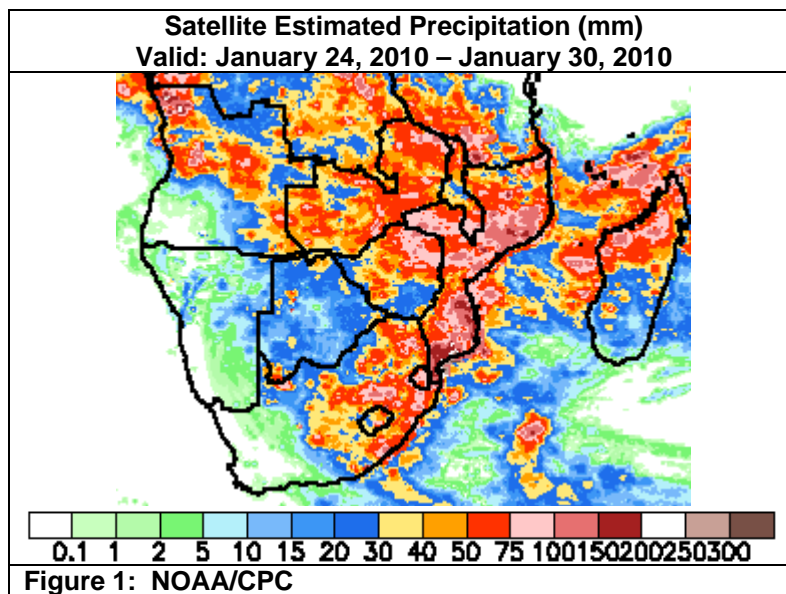 Satellite Estimated Precipitation (mm)
Valid: January 24, 2010 – January 30, 2010
0.1 1 2 5 10 15 20 30 40 50 75 100150200250300
Figure 1: NOAA/CPC